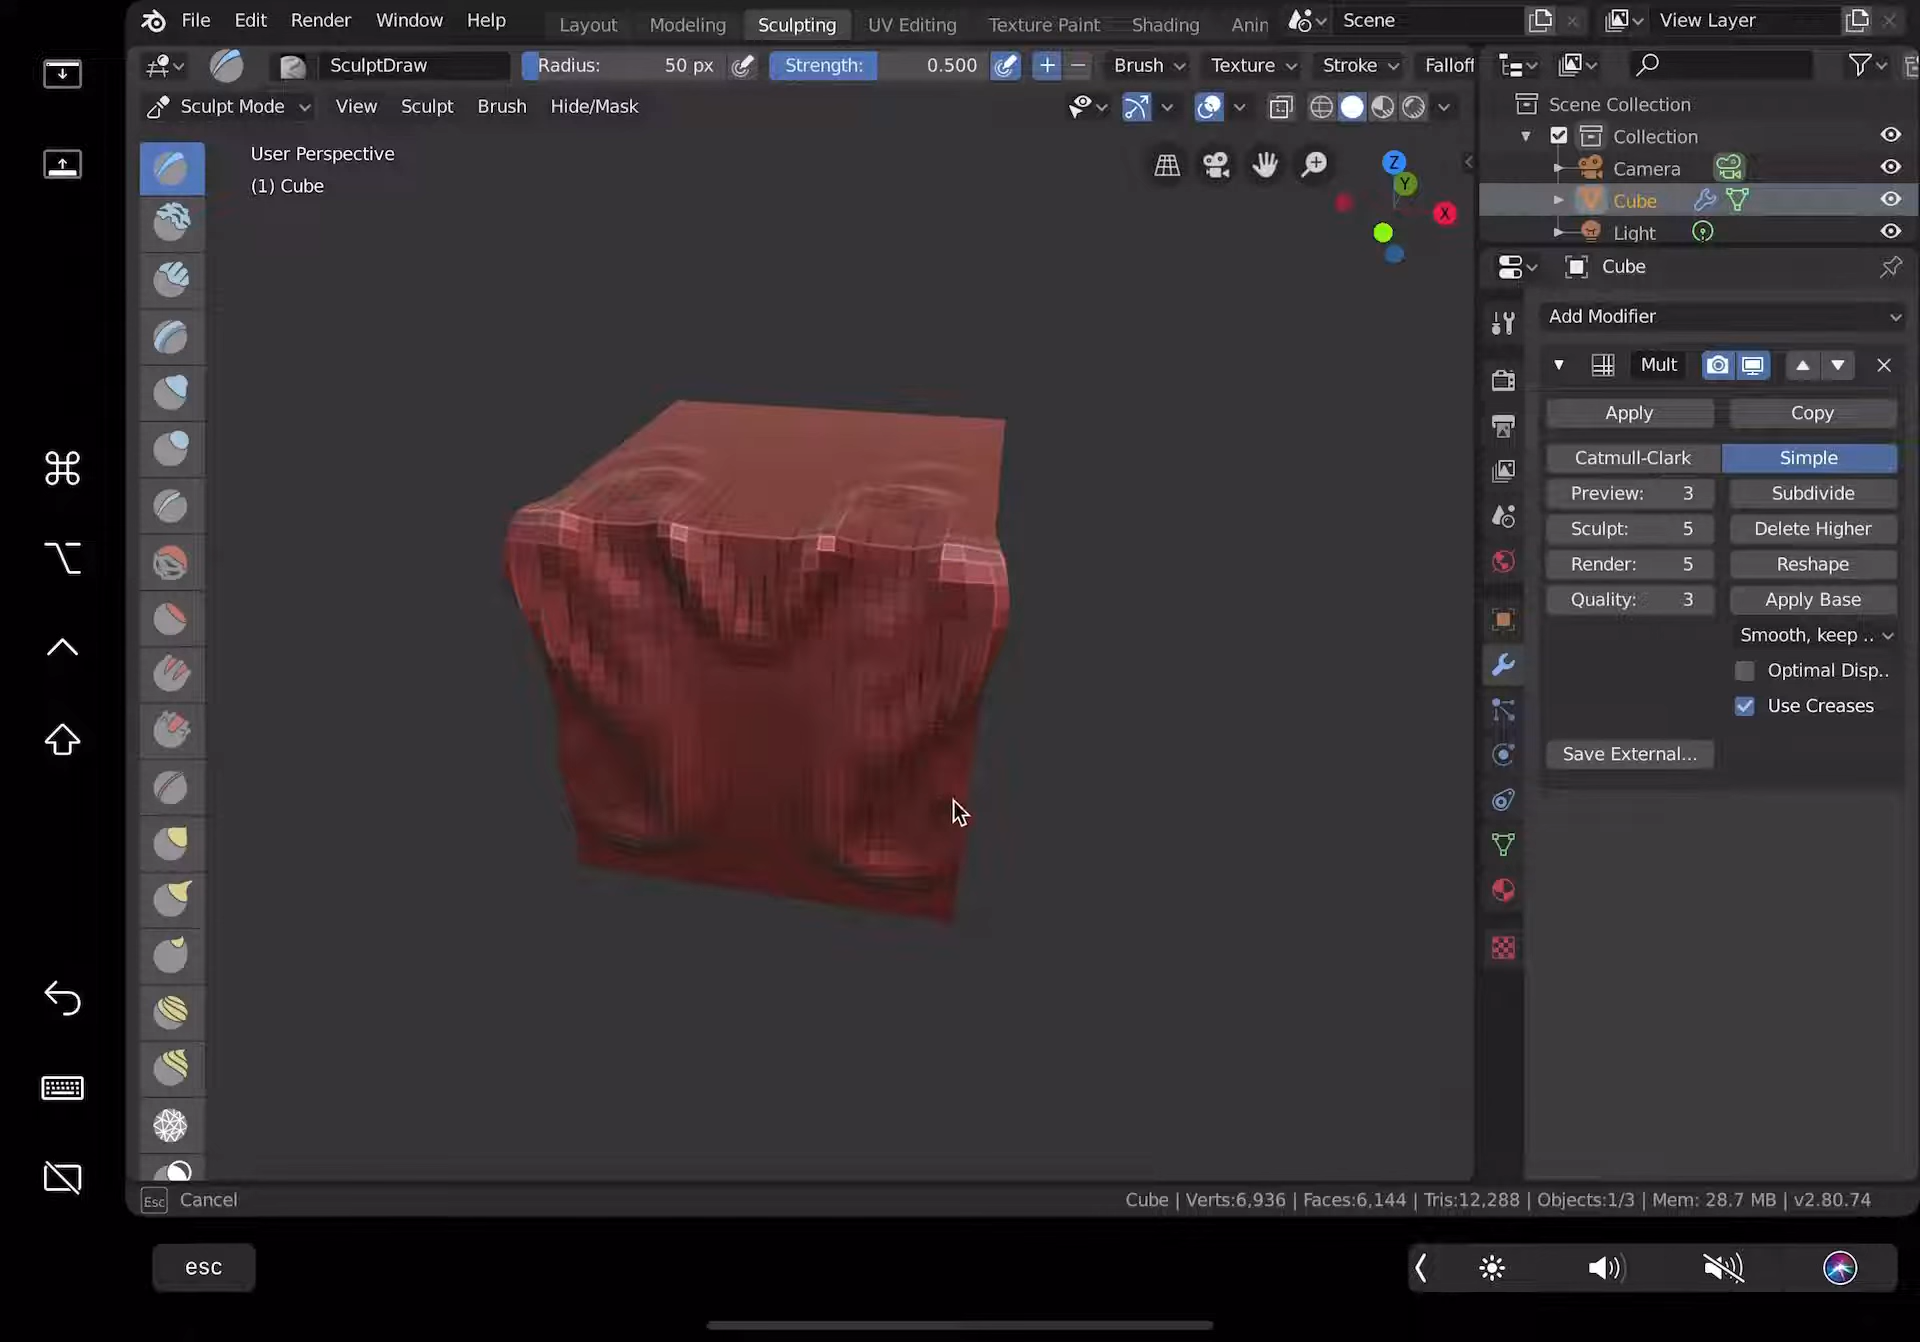 File Edit Render Window Help Layout Modeling Sculpting UV Editing Texture Paint Shading Anin Scene View Layer
SculptDraw Radius: 50 px Strength: 0.500 Brush Texture Stroke Falloff
Sculpt Mode View Sculpt Brush Hide/Mask
User Perspective
(1) Cube
Z
Y
X
Scene Collection
Collection
Camera
Cube
Light
Cube
Add Modifier
Mult
Apply Copy
Catmull-Clark Simple
Preview: 3 Subdivide
Sculpt: 5 Delete Higher
Render: 5 Reshape
Quality: 3 Apply Base
Smooth, keep ..
Optimal Disp..
Use Creases
Save External...
Esc Cancel Cube | Verts:6,936 | Faces:6,144 | Tris:12,288 | Objects:1/3 | Mem: 28.7 MB | v2.80.74
esc